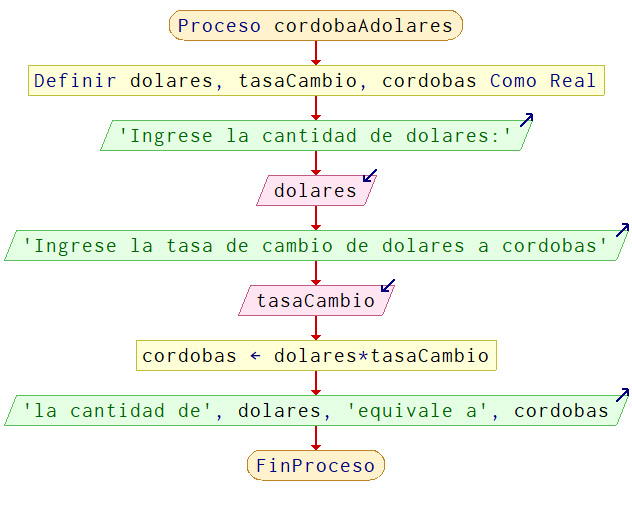 Proceso cordobaAdolares
Definir dolares, tasaCambio, cordobas Como Real
'Ingrese la cantidad de dolares:'
dolares
'Ingrese la tasa de cambio de dolares a cordobas'
tasaCambio
cordobas ← dolares*tasaCambio
'la cantidad de', dolares, 'equivale a', cordobas
FinProceso